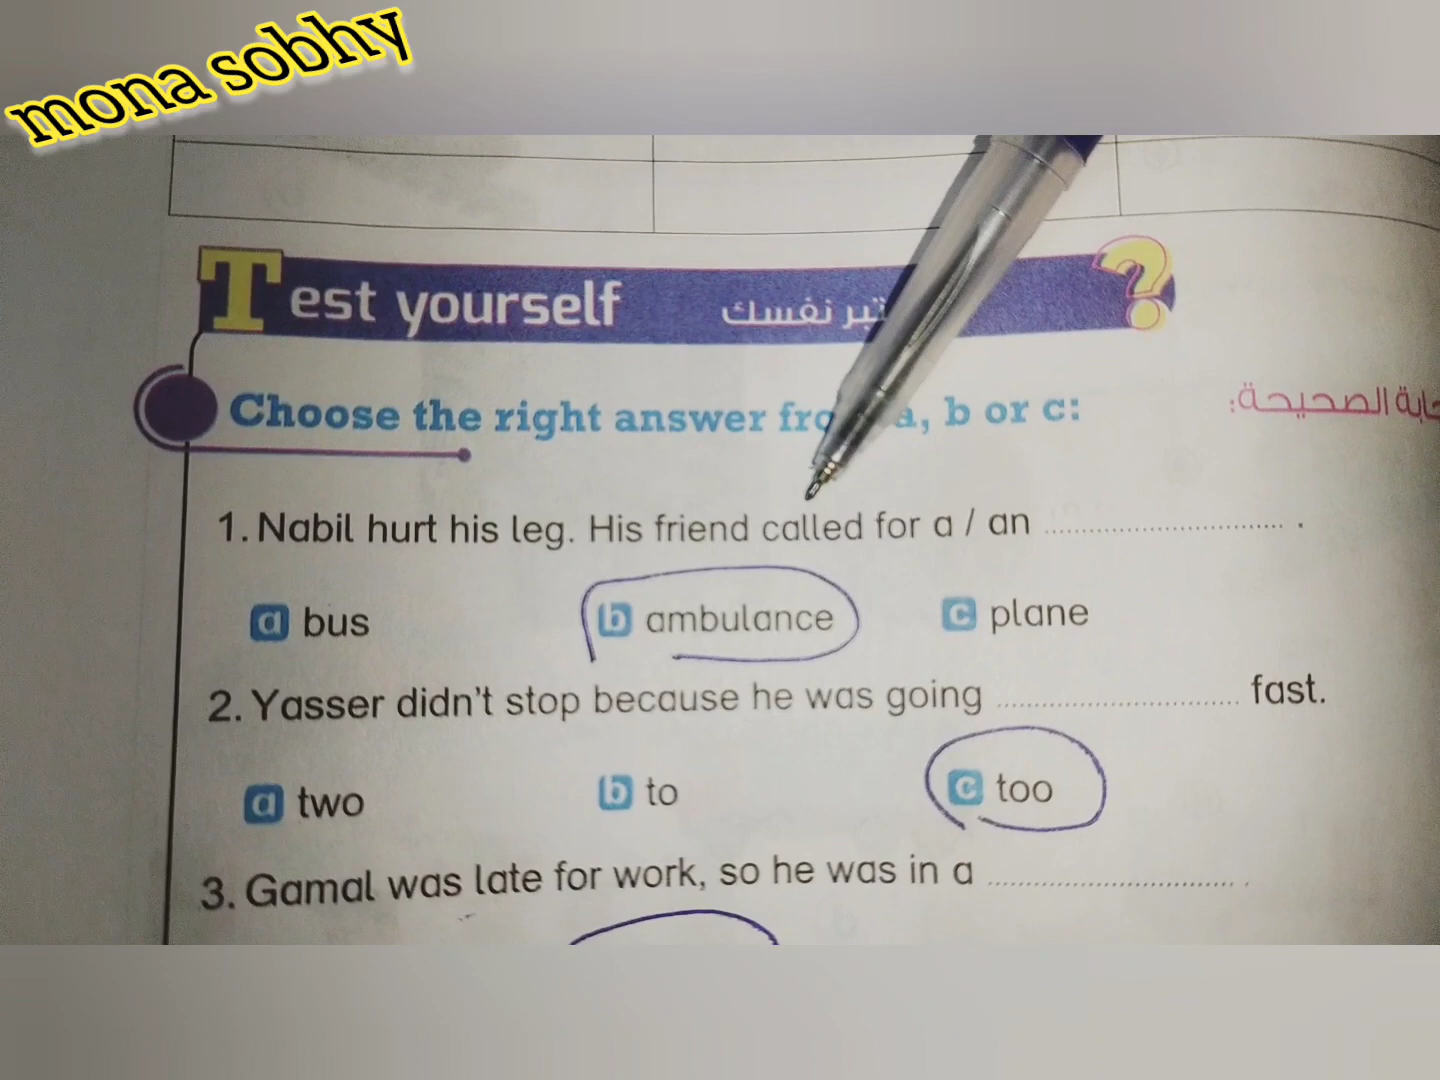 mona sobhy
Test yourself نفسك
Choose the right answer a, b or c: الصحيحة:
1. Nabil hurt his leg. His friend called for a / an .............................. .
a bus b ambulance c plane
2. Yasser didn't stop because he was going .............................. fast.
a two b to c too
3. Gamal was late for work, so he was in a .............................. .